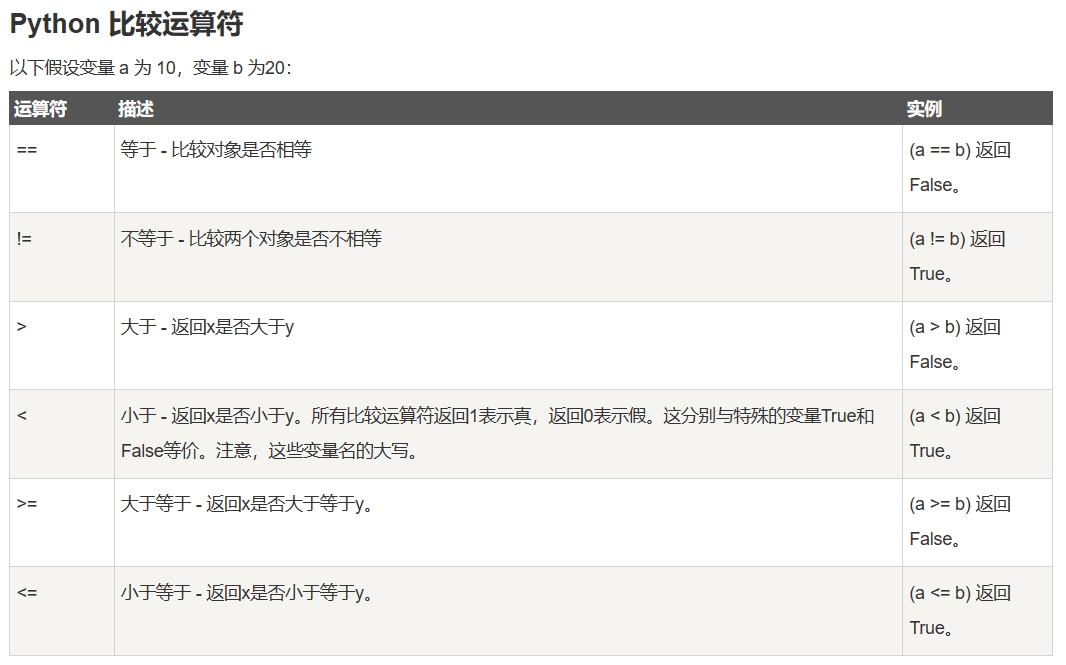 Python 比较运算符
以下假设变量 a 为 10，变量 b 为20：
运算符 描述 实例
== 等于 - 比较对象是否相等 (a == b) 返回
False。
!= 不等于 - 比较两个对象是否不相等 (a != b) 返回
True。
> 大于 - 返回x是否大于y (a > b) 返回
False。
< 小于 - 返回x是否小于y。所有比较运算符返回1表示真，返回0表示假。这分别与特殊的变量True和 (a < b) 返回
False等价。注意，这些变量名的大写。 True。
>= 大于等于 - 返回x是否大于等于y。 (a >= b) 返回
False。
<= 小于等于 - 返回x是否小于等于y。 (a <= b) 返回
True。